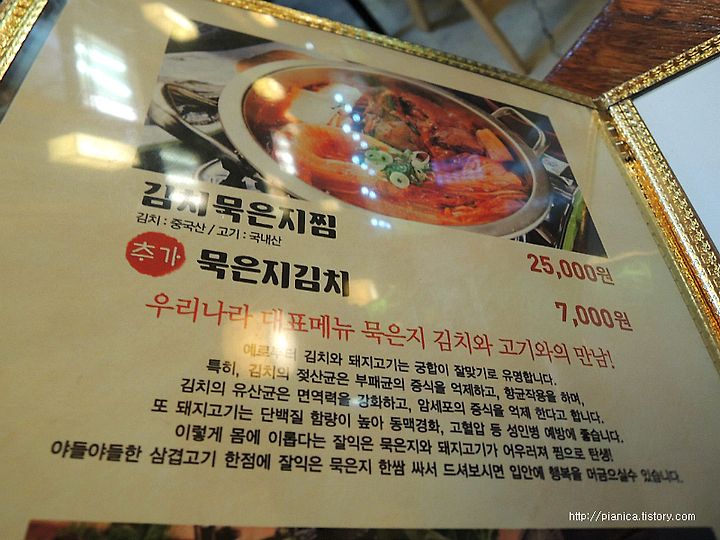 김치묵은지찜
김치 : 중국산 / 고기 : 국내산
25,000원
추가 묵은지김치
7,000원
우리나라 대표메뉴 묵은지 김치와 고기와의 만남!
예로부터 김치와 돼지고기는 궁합이 잘맞기로 유명합니다.
특히, 김치의 젖산균은 부패균의 증식을 억제하고, 항균작용을 하며,
김치의 유산균은 면역력을 강화하고, 암세포의 증식을 억제 한다고 합니다.
또 돼지고기는 단백질 함량이 높아 동맥경화, 고혈압 등 성인병 예방에 좋습니다.
이렇게 몸에 이롭다는 잘익은 묵은지와 돼지고기가 어우러져 찜으로 탄생!
야들야들한 삼겹고기 한점에 잘익은 묵은지 한쌈 싸서 드셔보시면 입안에 행복을 머금으실수 있습니다.
http://pianica.tistory.com